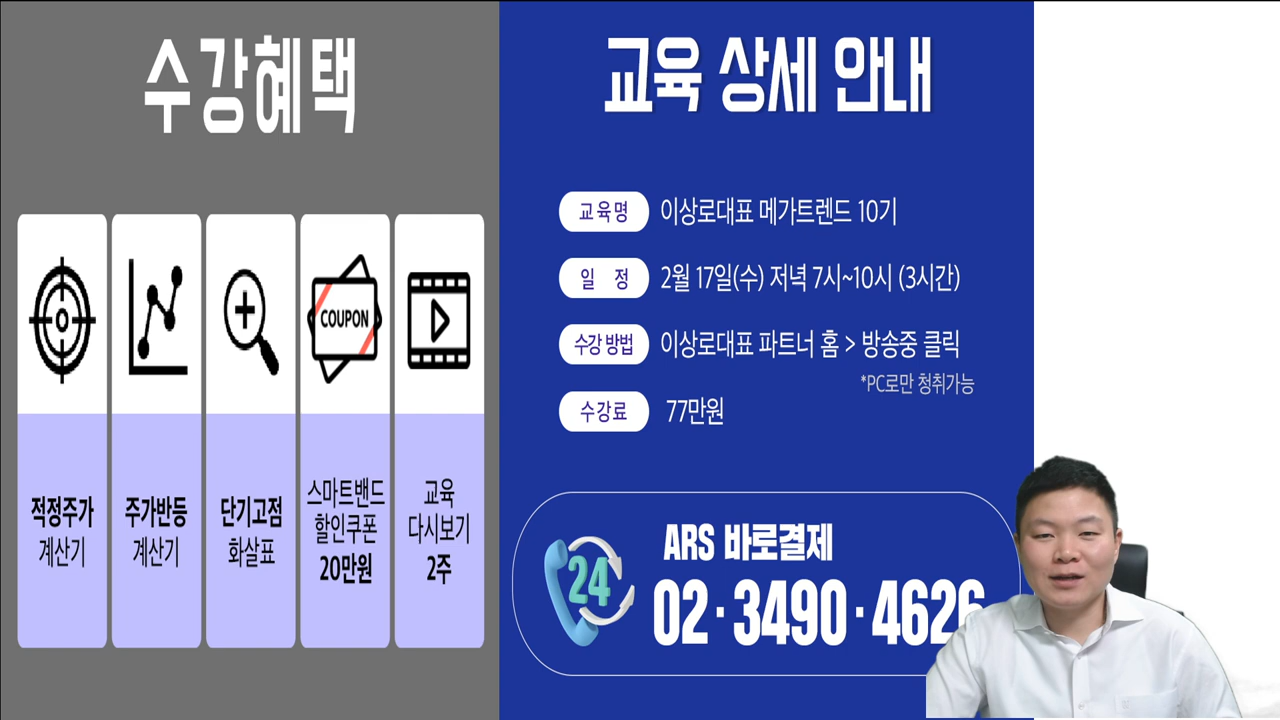 수강혜택
COUPON
적정주가
계산기
주가반등
계산기
단기고점
화살표
스마트밴드
할인쿠폰
20만원
교육
다시보기
2주
교육 상세 안내
교육명 이상로대표 메가트렌드 10기
일 정 2월 17일(수) 저녁 7시~10시 (3시간)
수강 방법 이상로대표 파트너 홈 > 방송중 클릭
*PC로만 청취가능
수강료 77만원
24
ARS 바로결제
02·3490·4626